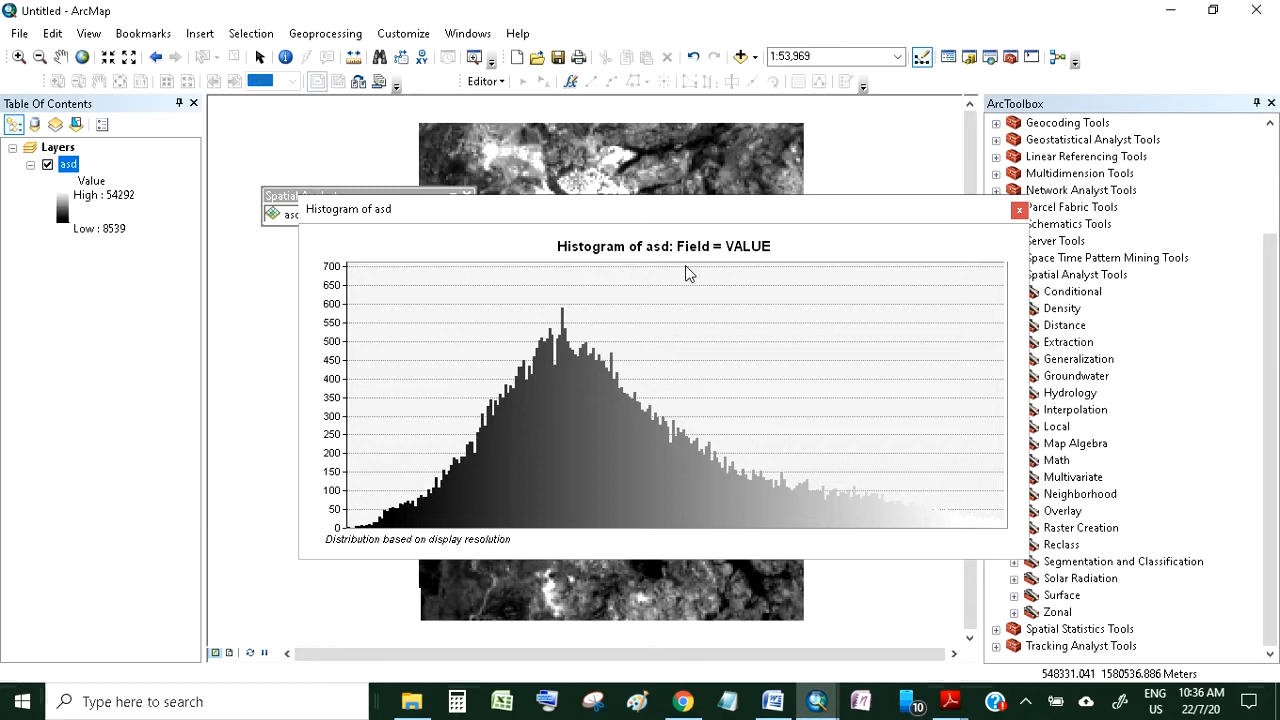 Untitled - ArcMap
File Edit View Bookmarks Insert Selection Geoprocessing Customize Windows Help
1:53,969
Editor
Table Of Contents
Layers
asd
Value
High : 54292
Low : 8539
Histogram of asd
Histogram of asd: Field = VALUE
700
650
600
550
500
450
400
350
300
250
200
150
100
50
0
Distribution based on display resolution
ArcToolbox
Geocoding Tools
Geostatistical Analyst Tools
Linear Referencing Tools
Multidimension Tools
Network Analyst Tools
Parcel Fabric Tools
Schematics Tools
Server Tools
Space Time Pattern Mining Tools
Spatial Analyst Tools
Conditional
Density
Distance
Extraction
Generalization
Groundwater
Hydrology
Interpolation
Local
Map Algebra
Math
Multivariate
Neighborhood
Overlay
Raster Creation
Reclass
Segmentation and Classification
Solar Radiation
Surface
Zonal
Spatial Statistics Tools
Tracking Analyst Tools
548331.041 1580536.886 Meters
Type here to search
10
ENG
US
10:36 AM
22/7/20